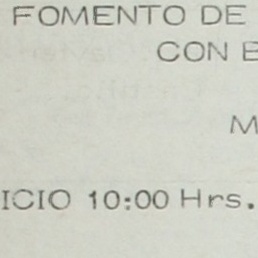 FOMENTO DE
CON
M
ICIO 10:00 Hrs.